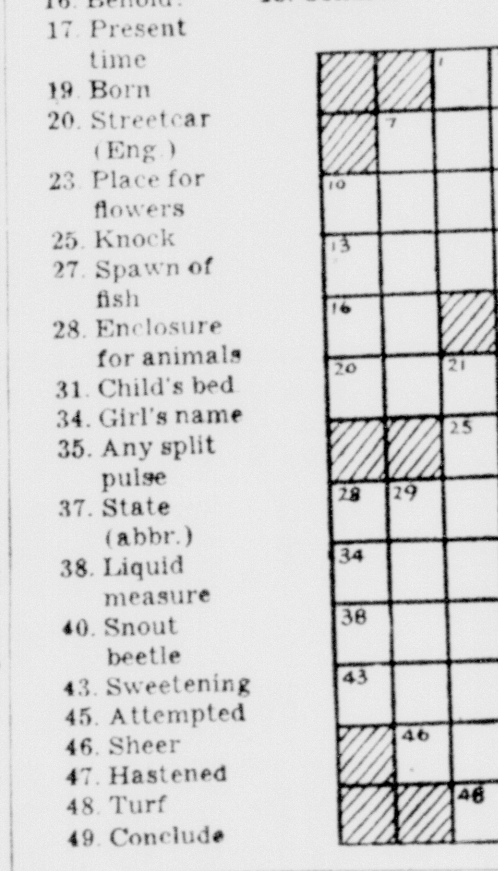 16. Behold!
17. Present
time
19. Born
20. Streetcar
(Eng.)
23. Place for
flowers
25. Knock
27. Spawn of
fish
28. Enclosure
for animals
31. Child's bed
34. Girl's name
35. Any split
pulse
37. State
(abbr.)
38. Liquid
measure
40. Snout
beetle
43. Sweetening
45. Attempted
46. Sheer
47. Hastened
48. Turf
49. Conclude
1
7
10
13
16
20 21
25
28 29
34
38
43
46
48